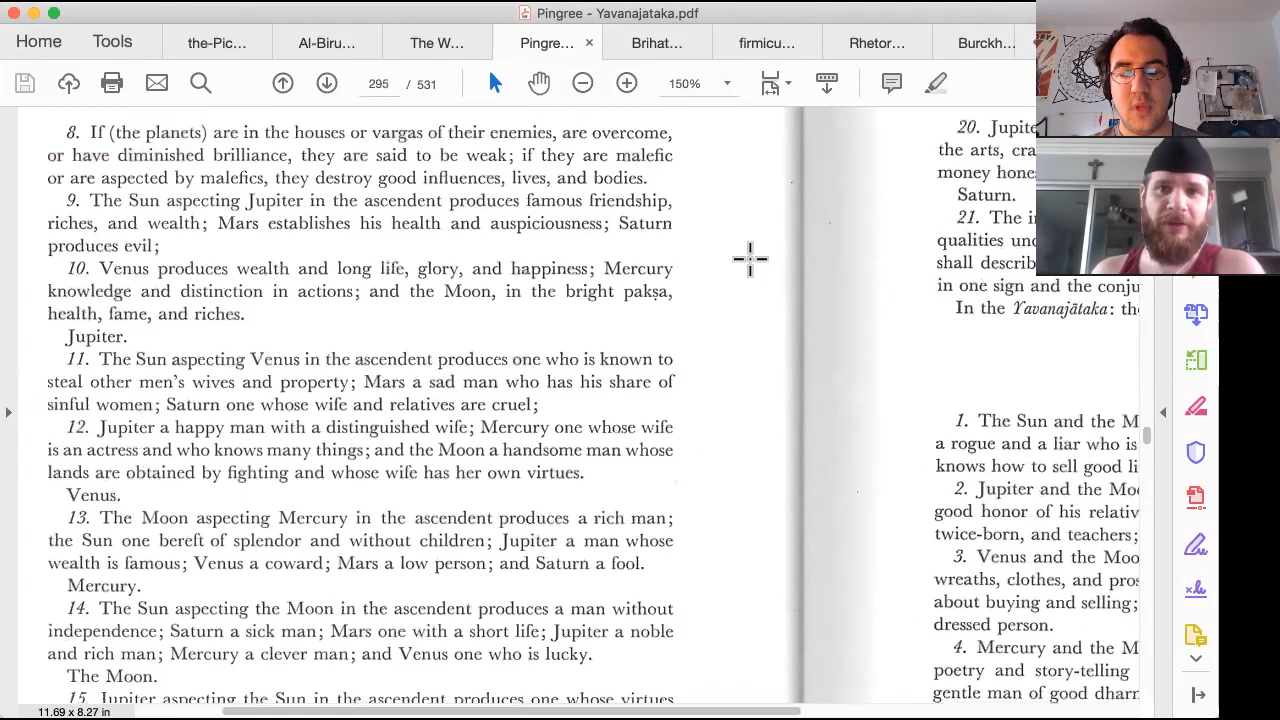 Pingree - Yavanajataka.pdf
Home
Tools
the-Pic...
Al-Biru...
The W...
Pingre...
×
Brihat...
firmicu...
Rhetor...
Burckh
295 / 531
150%
8. If (the planets) are in the houses or vargas of their enemies, are overcome,
or have diminished brilliance, they are said to be weak; if they are malefic
or are aspected by malefics, they destroy good influences, lives, and bodies.
9. The Sun aspecting Jupiter in the ascendent produces famous friendship,
riches, and wealth; Mars establishes his health and auspiciousness; Saturn
produces evil;
10. Venus produces wealth and long life, glory, and happiness; Mercury
knowledge and distinction in actions; and the Moon, in the bright pakṣa,
health, fame, and riches.
Jupiter.
11. The Sun aspecting Venus in the ascendent produces one who is known to
steal other men's wives and property; Mars a sad man who has his share of
sinful women; Saturn one whose wife and relatives are cruel;
12. Jupiter a happy man with a distinguished wife; Mercury one whose wife
is an actress and who knows many things; and the Moon a handsome man whose
lands are obtained by fighting and whose wife has her own virtues.
Venus.
13. The Moon aspecting Mercury in the ascendent produces a rich man;
the Sun one bereft of splendor and without children; Jupiter a man whose
wealth is famous; Venus a coward; Mars a low person; and Saturn a fool.
Mercury.
14. The Sun aspecting the Moon in the ascendent produces a man without
independence; Saturn a sick man; Mars one with a short life; Jupiter a noble
and rich man; Mercury a clever man; and Venus one who is lucky.
The Moon.
15. Jupiter aspecting the Sun in the ascendent produces one whose virtues
20. Jupite
the arts, cra
money hone
Saturn.
21. The in
qualities und
shall describ
in one sign and the conju
In the Yavanajātaka: the
1. The Sun and the M
a rogue and a liar who is
knows how to sell good li
2. Jupiter and the Moo
good honor of his relativ
twice-born, and teachers;
3. Venus and the Moon
wreaths, clothes, and pros
about buying and selling;
dressed person.
4. Mercury and the M
poetry and story-telling
gentle man of good dharn
11.69 x 8.27 in